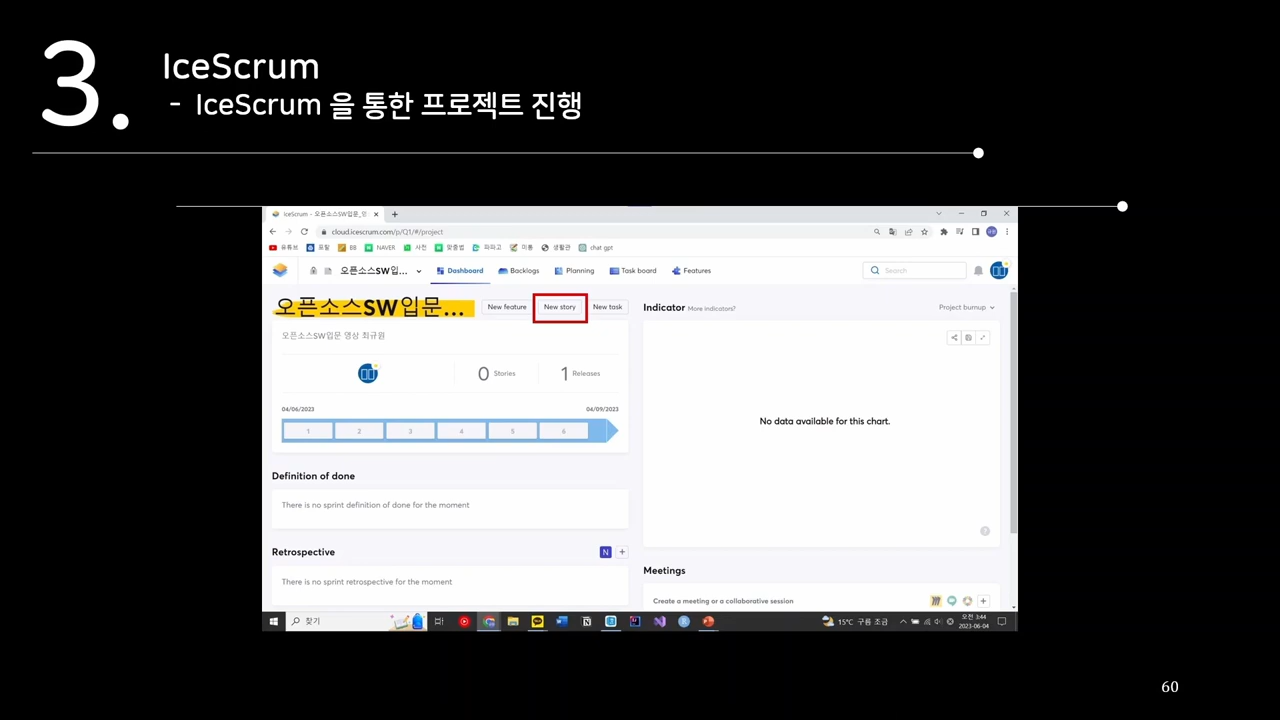 3.
IceScrum
- IceScrum 을 통한 프로젝트 진행
IceScrum - 오픈소스SW입문_인
cloud.icescrum.com/p/Q1/#/project
유튜브 포탈 BB NAVER 사전 맞춤법 파파고 미통 생활관 chat gpt
오픈소스SW입... Dashboard Backlogs Planning Task board Features Search
오픈소스SW입문... New feature New story New task
오픈소스SW입문 영상 최규원
0 Stories 1 Releases
04/06/2023 04/09/2023
1 2 3 4 5 6
Definition of done
There is no sprint definition of done for the moment
Retrospective N +
There is no sprint retrospective for the moment
Indicator More indicators? Project burnup
No data available for this chart.
?
Meetings
Create a meeting or a collaborative session +
찾기 15°C 구름 조금 오전 3:44
2023-06-04
60